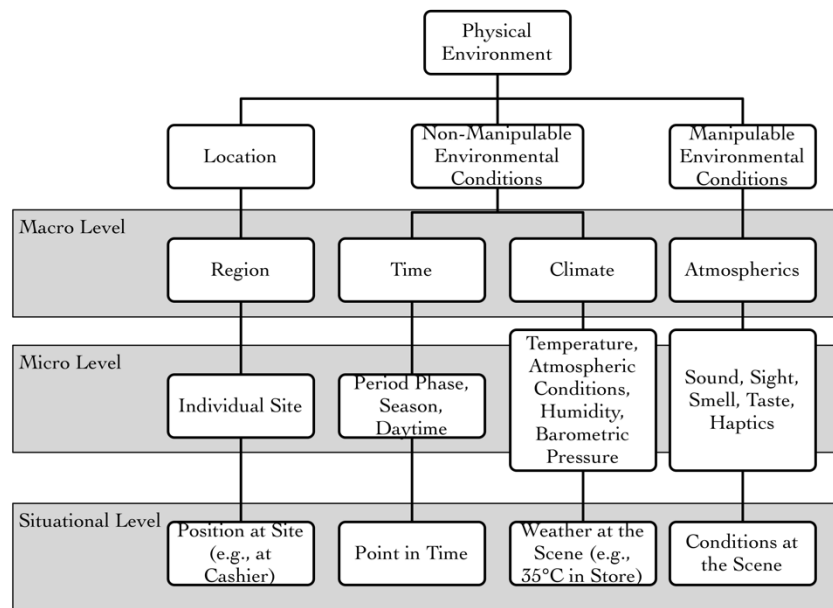 Physical
Environment
Location
Non-Manipulable
Environmental
Conditions
Manipulable
Environmental
Conditions
Macro Level
Region
Time
Climate
Atmospherics
Micro Level
Individual Site
Period Phase,
Season,
Daytime
Temperature,
Atmospheric
Conditions,
Humidity,
Barometric
Pressure
Sound, Sight,
Smell, Taste,
Haptics
Situational Level
Position at Site
(e.g., at
Cashier)
Point in Time
Weather at the
Scene (e.g.,
35°C in Store)
Conditions at
the Scene